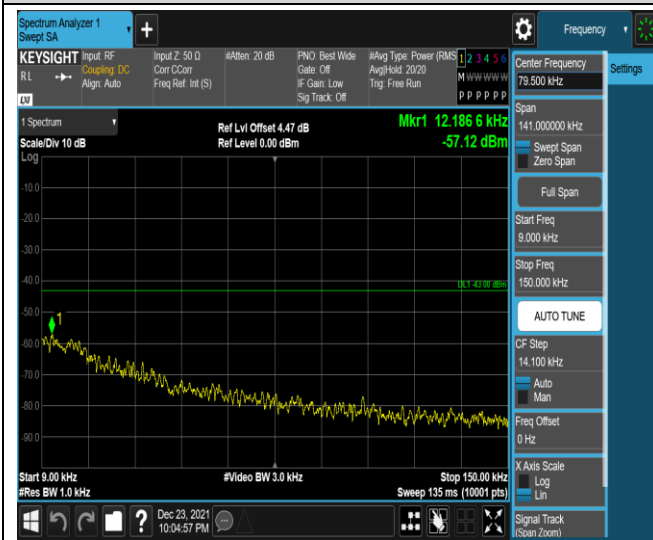 Spectrum Analyzer 1
Swept SA
+
Frequency
KEYSIGHT
RL
LXI
Input: RF
Coupling: DC
Align: Auto
Input Z: 50 Ω
Corr CCorr
Freq Ref: Int (S)
#Atten: 20 dB
PNO: Best Wide
Gate: Off
IF Gain: Low
Sig Track: Off
#Avg Type: Power (RMS
Avg|Hold: 20/20
Trig: Free Run
1 2 3 4 5 6
M W W W W W
P P P P P P
Center Frequency
79.500 kHz
Settings
Span
141.000000 kHz
Swept Span
Zero Span
Full Span
Start Freq
9.000 kHz
Stop Freq
150.000 kHz
AUTO TUNE
CF Step
14.100 kHz
Auto
Man
Freq Offset
0 Hz
X Axis Scale
Log
Lin
Signal Track
(Span Zoom)
1 Spectrum
Scale/Div 10 dB
Log
Ref Lvl Offset 4.47 dB
Ref Level 0.00 dBm
Mkr1 12.186 6 kHz
-57.12 dBm
-10.0
-20.0
-30.0
-40.0
DL1 -43.00 dBm
-50.0
1
-60.0
-70.0
-80.0
-90.0
Start 9.00 kHz
#Res BW 1.0 kHz
#Video BW 3.0 kHz
Stop 150.00 kHz
Sweep 135 ms (10001 pts)
?
Dec 23, 2021
10:04:57 PM